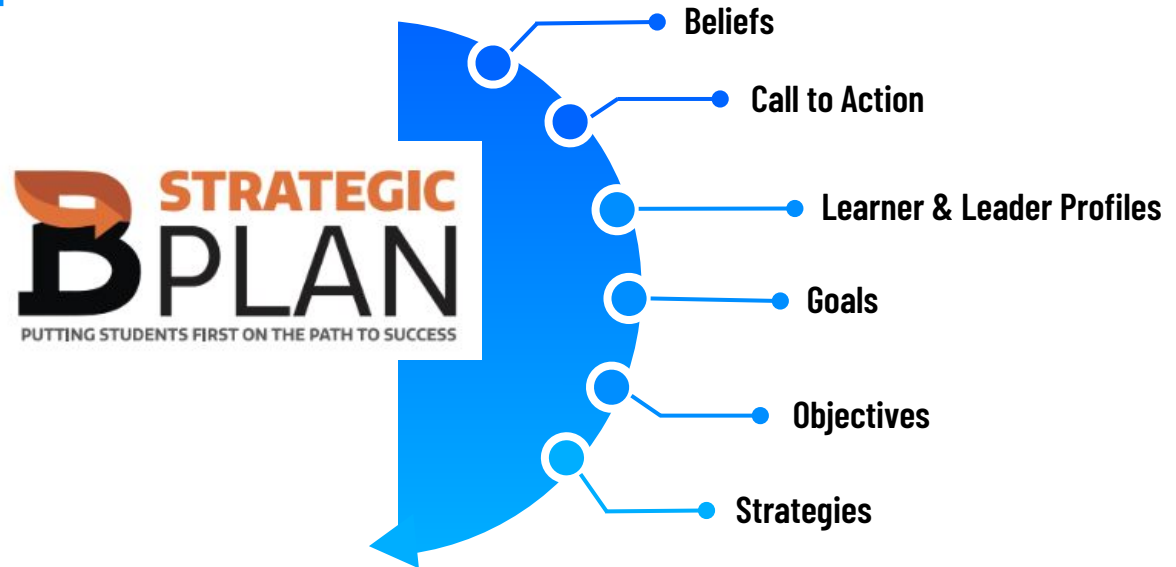 Beliefs
Call to Action
B STRATEGIC
PLAN
PUTTING STUDENTS FIRST ON THE PATH TO SUCCESS
Learner & Leader Profiles
Goals
Objectives
Strategies